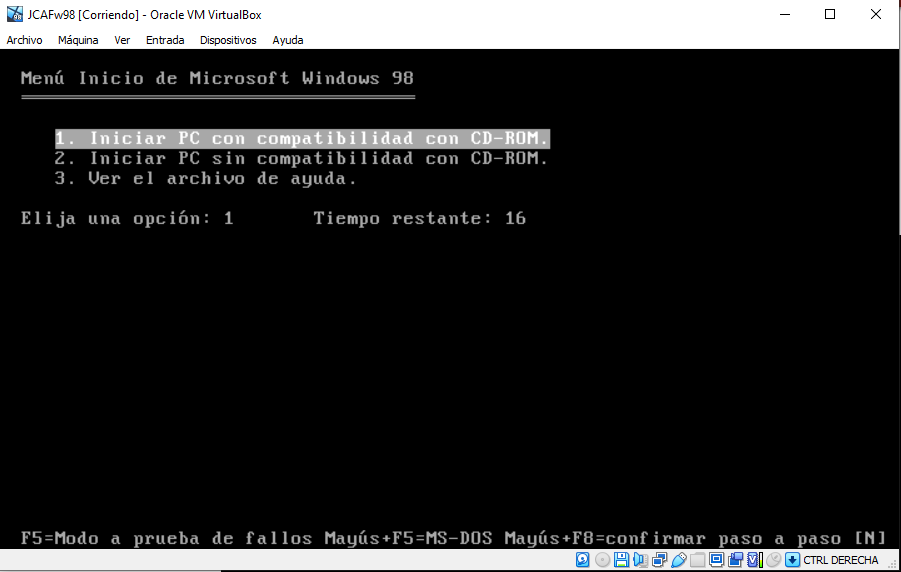 JCAFw98 [Corriendo] - Oracle VM VirtualBox
Archivo Máquina Ver Entrada Dispositivos Ayuda
Menú Inicio de Microsoft Windows 98
1. Iniciar PC con compatibilidad con CD-ROM.
2. Iniciar PC sin compatibilidad con CD-ROM.
3. Ver el archivo de ayuda.
Elija una opción: 1 Tiempo restante: 16
F5=Modo a prueba de fallos Mayús+F5=MS-DOS Mayús+F8=confirmar paso a paso [N]
CTRL DERECHA